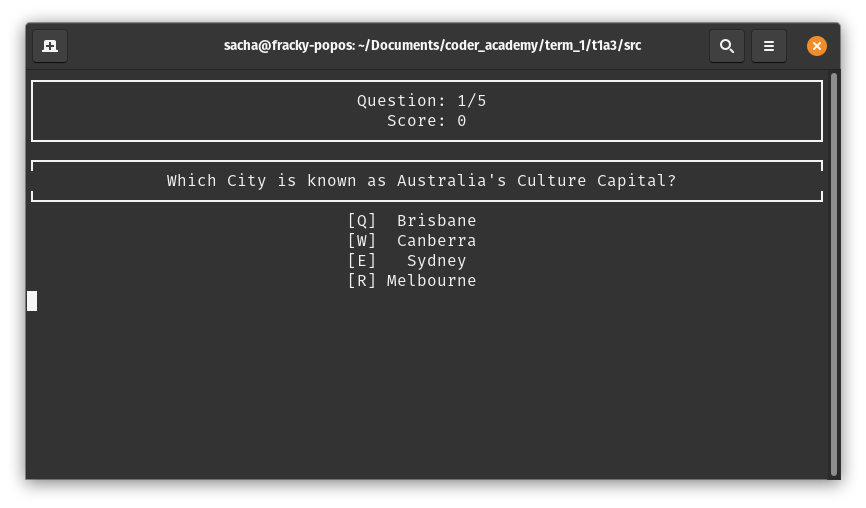 sacha@fracky-popos: ~/Documents/coder_academy/term_1/t1a3/src
Question: 1/5
Score: 0
Which City is known as Australia's Culture Capital?
[Q] Brisbane
[W] Canberra
[E] Sydney
[R] Melbourne